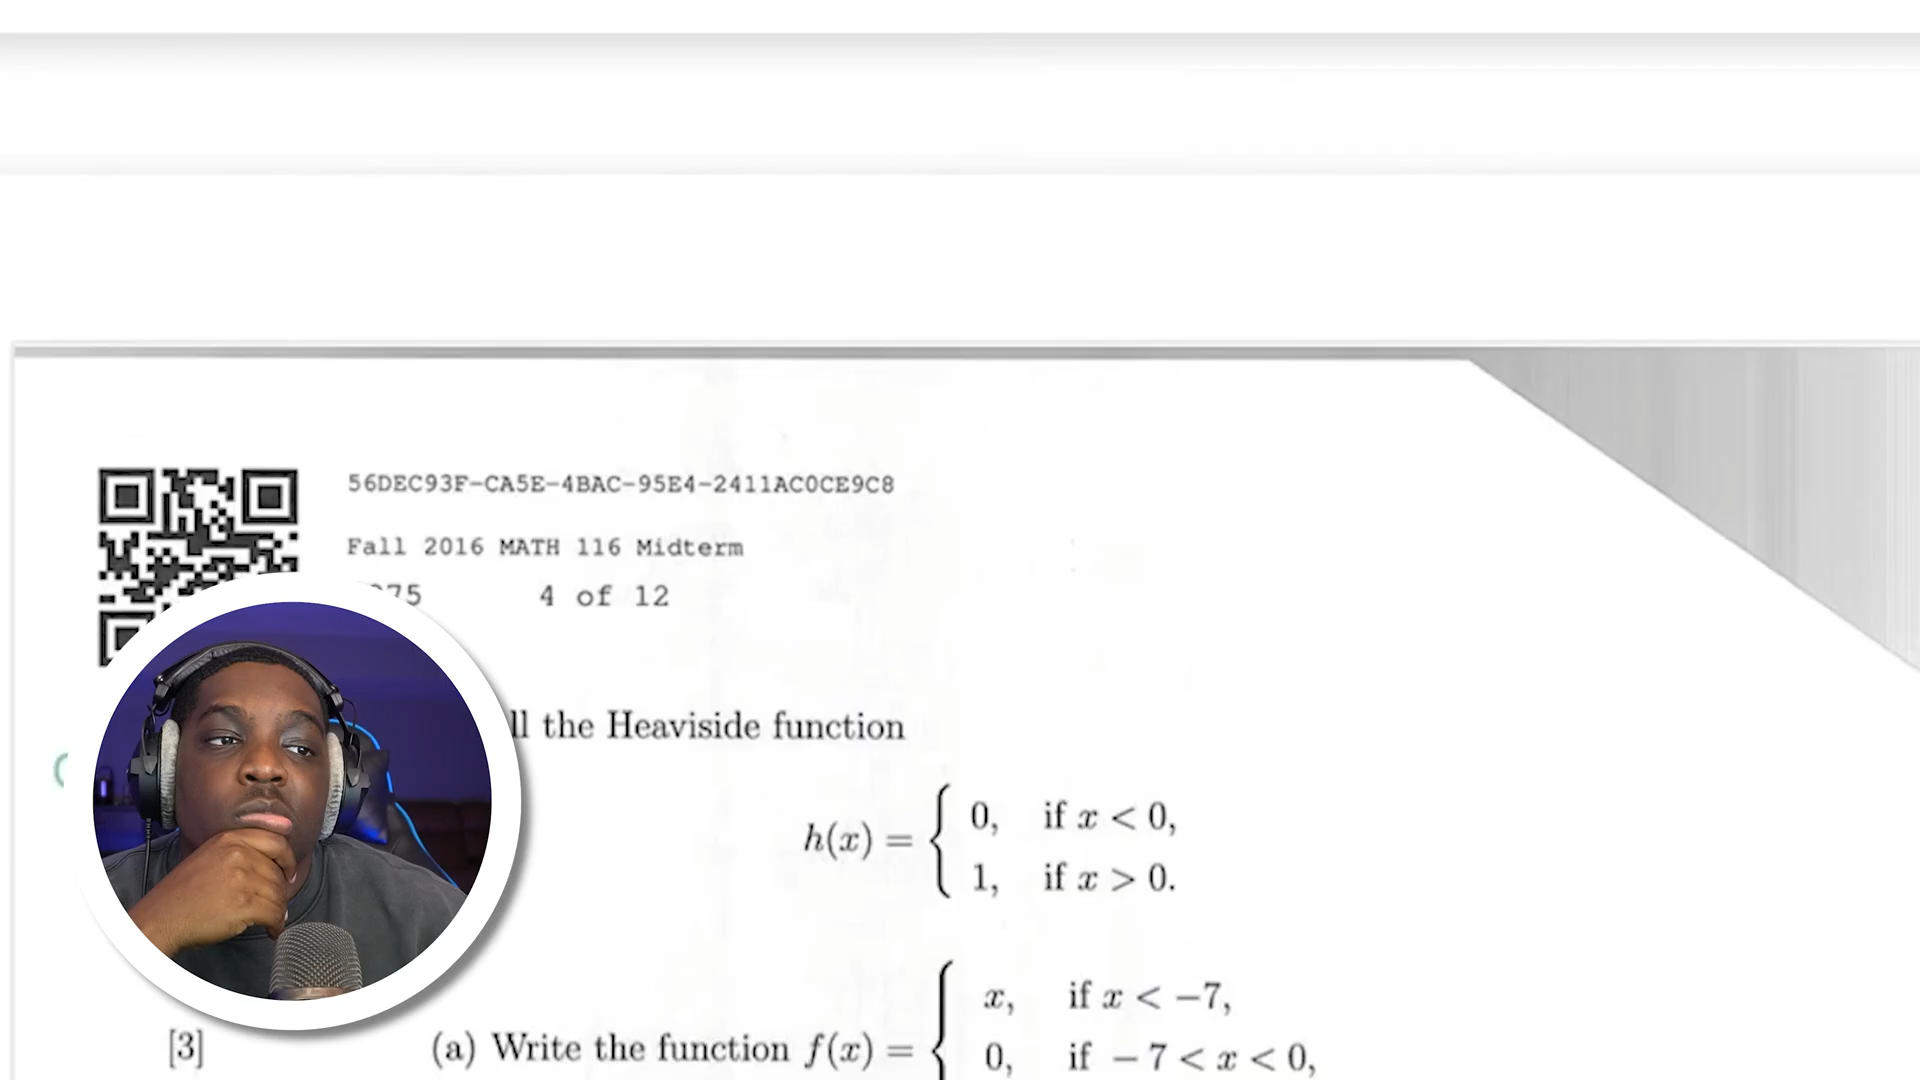 56DEC93F-CA5E-4BAC-95E4-2411AC0CE9C8
Fall 2016 MATH 116 Midterm
75 4 of 12
ll the Heaviside function
h(x) = { 0, if x < 0,
1, if x > 0.
x, if x < −7,
[3] (a) Write the function f(x) = { 0, if − 7 < x < 0,